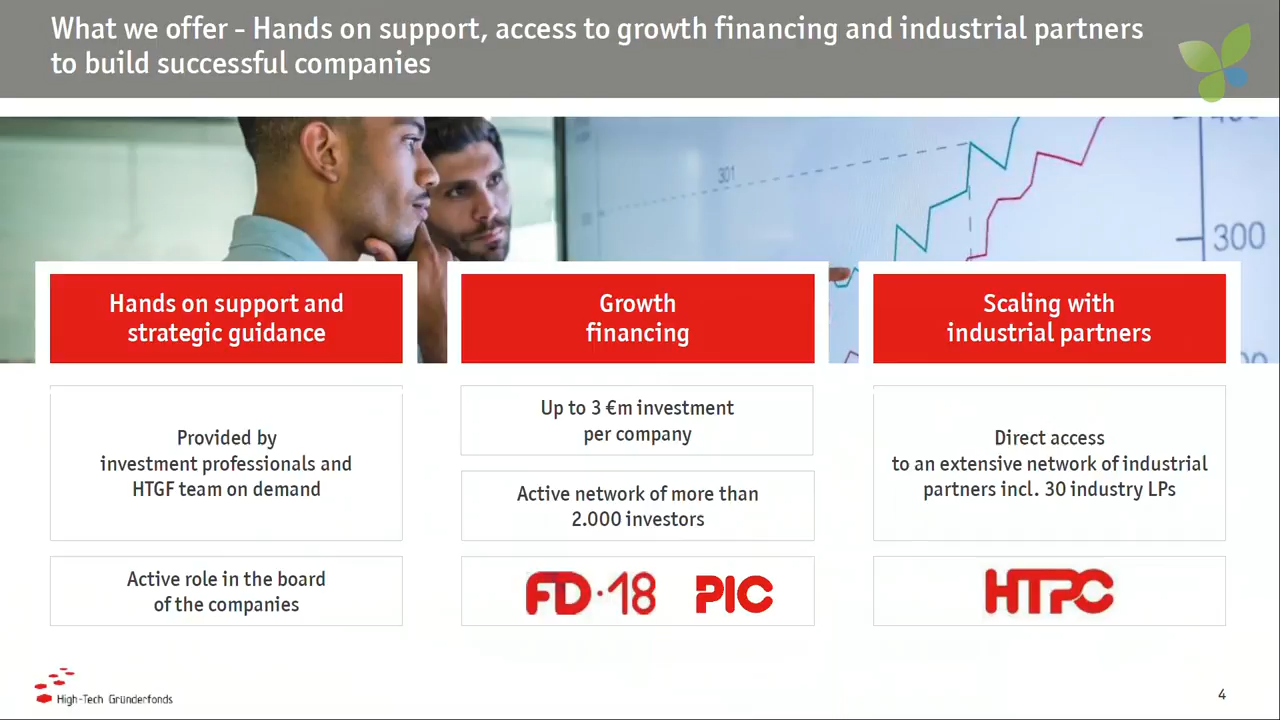 What we offer - Hands on support, access to growth financing and industrial partners
to build successful companies
301
300
Hands on support and
strategic guidance
Growth
financing
Scaling with
industrial partners
Provided by
investment professionals and
HTGF team on demand
Active role in the board
of the companies
Up to 3 €m investment
per company
Active network of more than
2.000 investors
FD·18 PIC
Direct access
to an extensive network of industrial
partners incl. 30 industry LPs
HTPC
High-Tech Gründerfonds
4